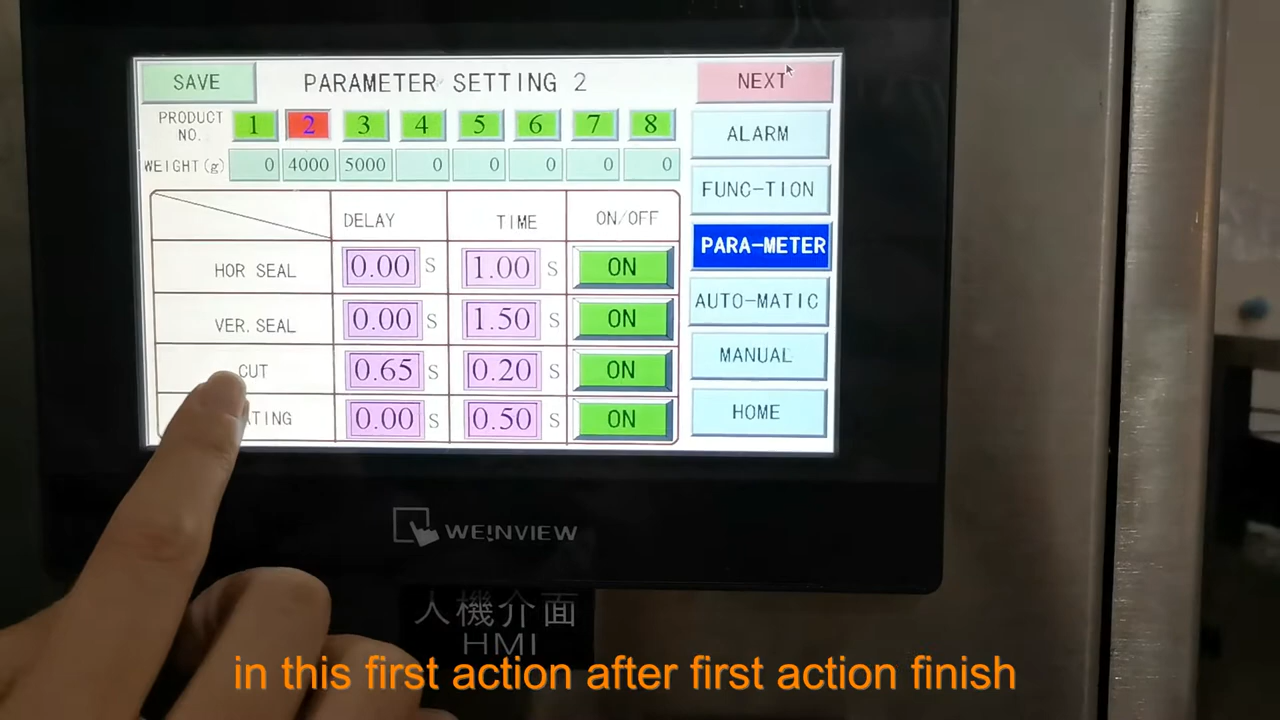 SAVE PARAMETER SETTING 2 NEXT
PRODUCT NO. 1 2 3 4 5 6 7 8
WEIGHT(g) 0 4000 5000 0 0 0 0 0
DELAY TIME ON/OFF
HOR SEAL 0.00 S 1.00 S ON
VER.SEAL 0.00 S 1.50 S ON
CUT 0.65 S 0.20 S ON
0.00 S 0.50 S ON
ALARM
FUNC-TION
PARA-METER
AUTO-MATIC
MANUAL
HOME
WEINVIEW
人機介面
HMI
in this first action after first action finish